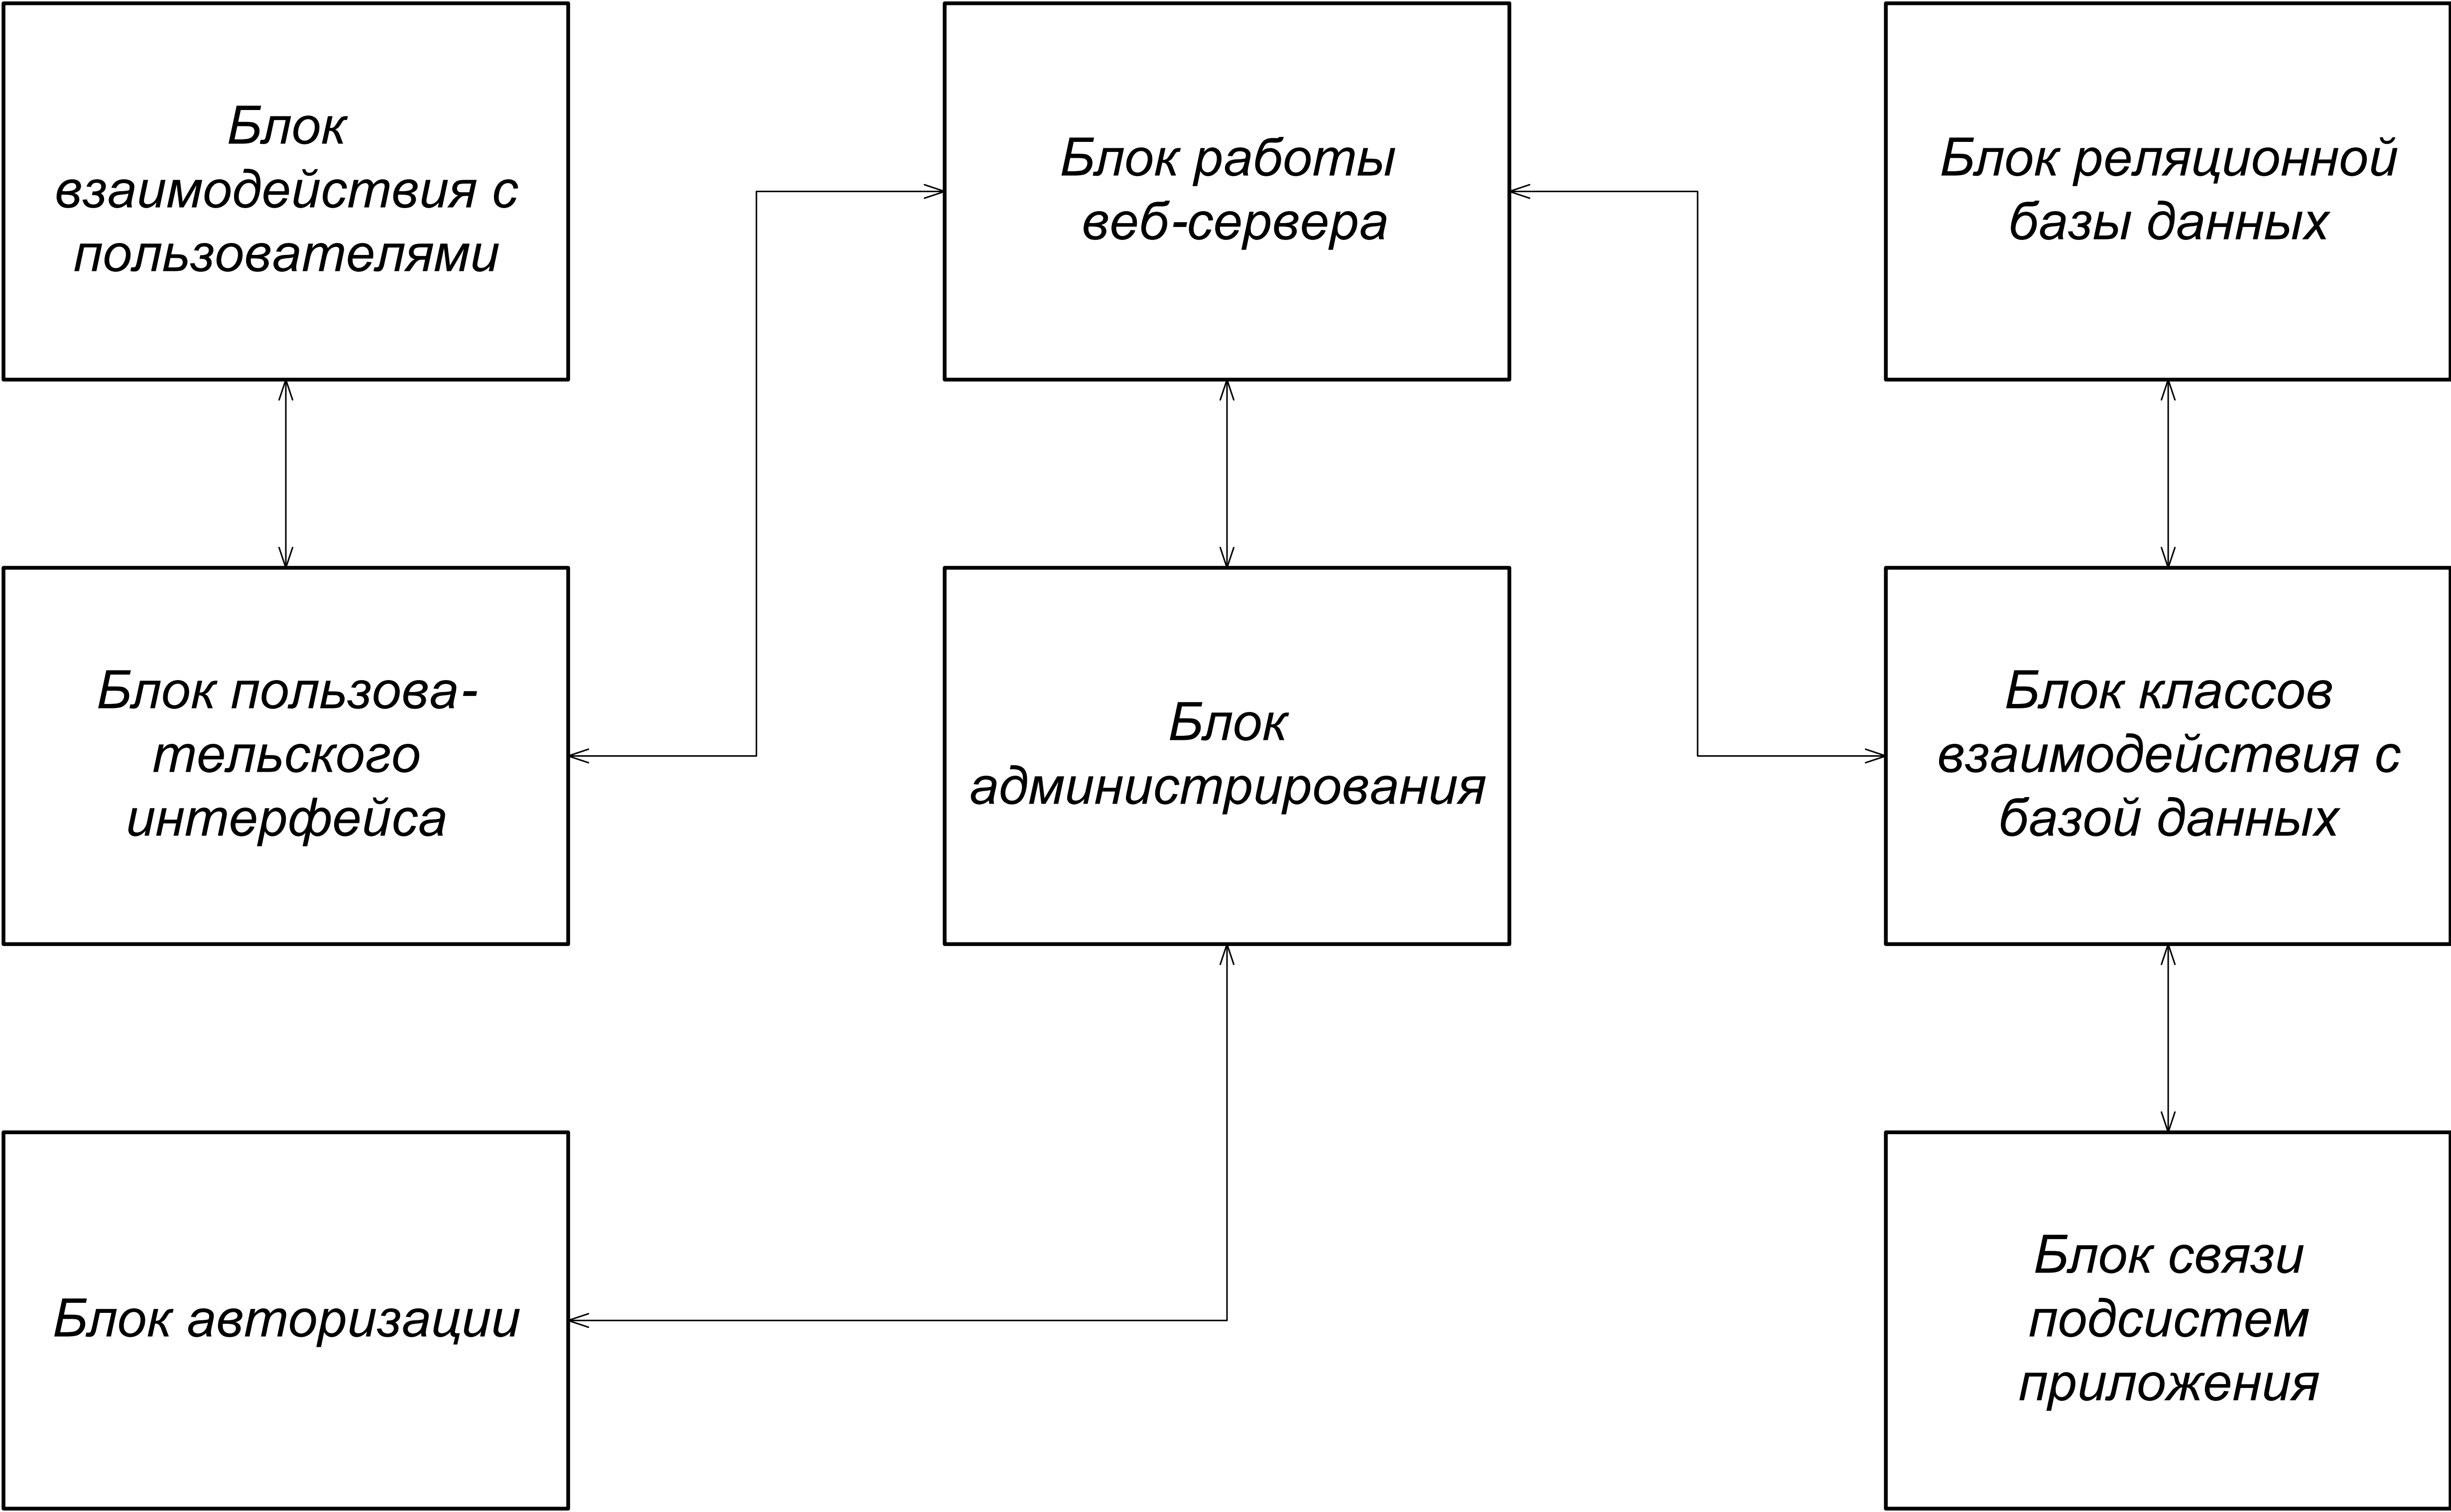 Блок
взаимодействия с
пользователями
Блок работы
веб-сервера
Блок реляционной
базы данных
Блок пользова-
тельского
интерфейса
Блок
администрирования
Блок классов
взаимодействия с
базой данных
Блок авторизации
Блок связи
подсистем
приложения